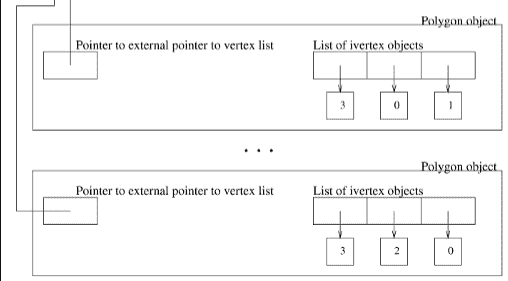 Polygon object
Pointer to external pointer to vertex list List of ivertex objects
3 0 1
. . .
Polygon object
Pointer to external pointer to vertex list List of ivertex objects
3 2 0